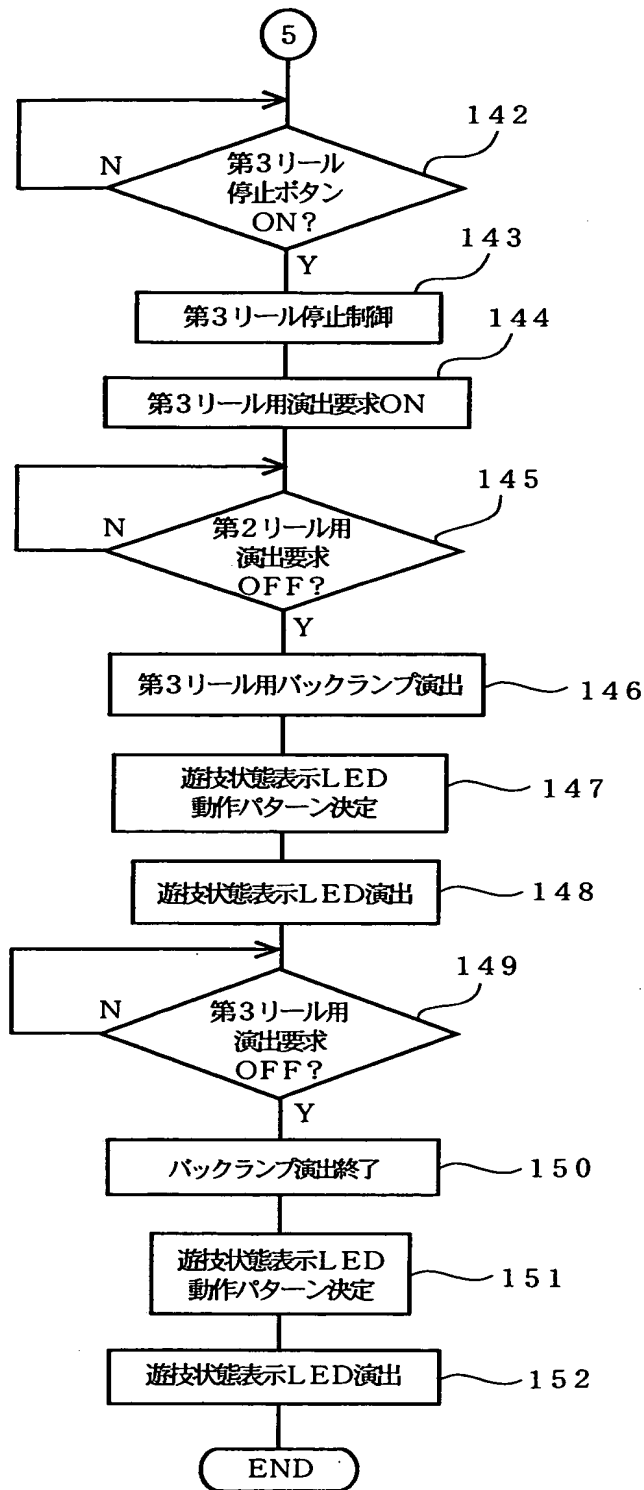 5
142
第3リール
停止ボタン
ON?
N
Y
143
第3リール停止制御
144
第3リール用演出要求ON
145
第2リール用
演出要求
OFF?
N
Y
第3リール用バックランプ演出
146
遊技状態表示LED
動作パターン決定
147
遊技状態表示LED演出
148
149
第3リール用
演出要求
OFF?
N
Y
バックランプ演出終了
150
遊技状態表示LED
動作パターン決定
151
遊技状態表示LED演出
152
END